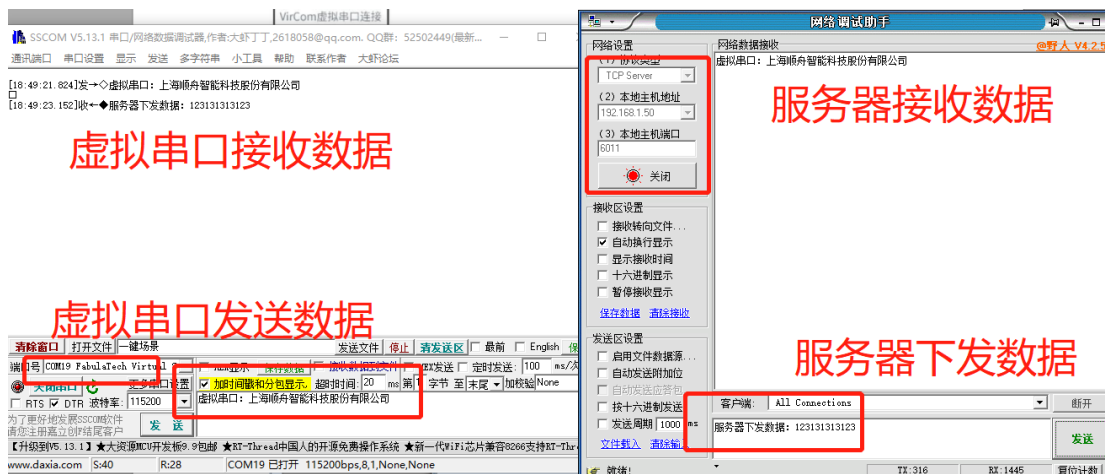 VirCom虚拟串口连接
SSCOM V5.13.1 串口/网络数据调试器,作者:大虾丁丁,2618058@qq.com. QQ群: 52502449(最新...
通讯端口 串口设置 显示 发送 多字符串 小工具 帮助 联系作者 大虾论坛
[18:49:21.824]发→◇虚拟串口: 上海顺舟智能科技股份有限公司
□
[18:49:23.152]收←◆服务器下发数据: 123131313123
虚拟串口接收数据
虚拟串口发送数据
清除窗口 打开文件 一键场景 发送文件 停止 清发送区 最前 English 保
端口号 COM19 FabulaTech Virtual HEX显示 保存数据 接收数据到文件 HEX发送 定时发送: 100 ms/次
关闭串口 更多串口设置 加时间戳和分包显示. 超时时间: 20 ms 第1 字节 至 末尾 加校验 None
RTS DTR 波特率: 115200 虚拟串口: 上海顺舟智能科技股份有限公司
为了更好地发展SSCOM软件
请您注册嘉立创F结尾客户
发 送
【升级到V5.13.1】★大资源MCU开发板9.9包邮 ★RT-Thread中国人的开源免费操作系统 ★新一代WiFi芯片兼容8266支持RT-Thr
www.daxia.com S:40 R:28 COM19 已打开 115200bps,8,1,None,None
网络调试助手
网络设置
(1) 协议类型
TCP Server
(2) 本地主机地址
192.168.1.50
(3) 本地主机端口
6011
关闭
接收区设置
接收转向文件...
自动换行显示
显示接收时间
十六进制显示
暂停接收显示
保存数据 清除接收
发送区设置
启用文件数据源...
自动发送附加位
自动发送应答包
按十六进制发送
发送周期 1000 ms
文件载入 清除输入
网络数据接收
@野人 V4.2.5
虚拟串口: 上海顺舟智能科技股份有限公司
服务器接收数据
服务器下发数据
客户端: All Connections 断开
服务器下发数据: 123131313123
发送
就绪! TX:316 RX:1445 复位计数